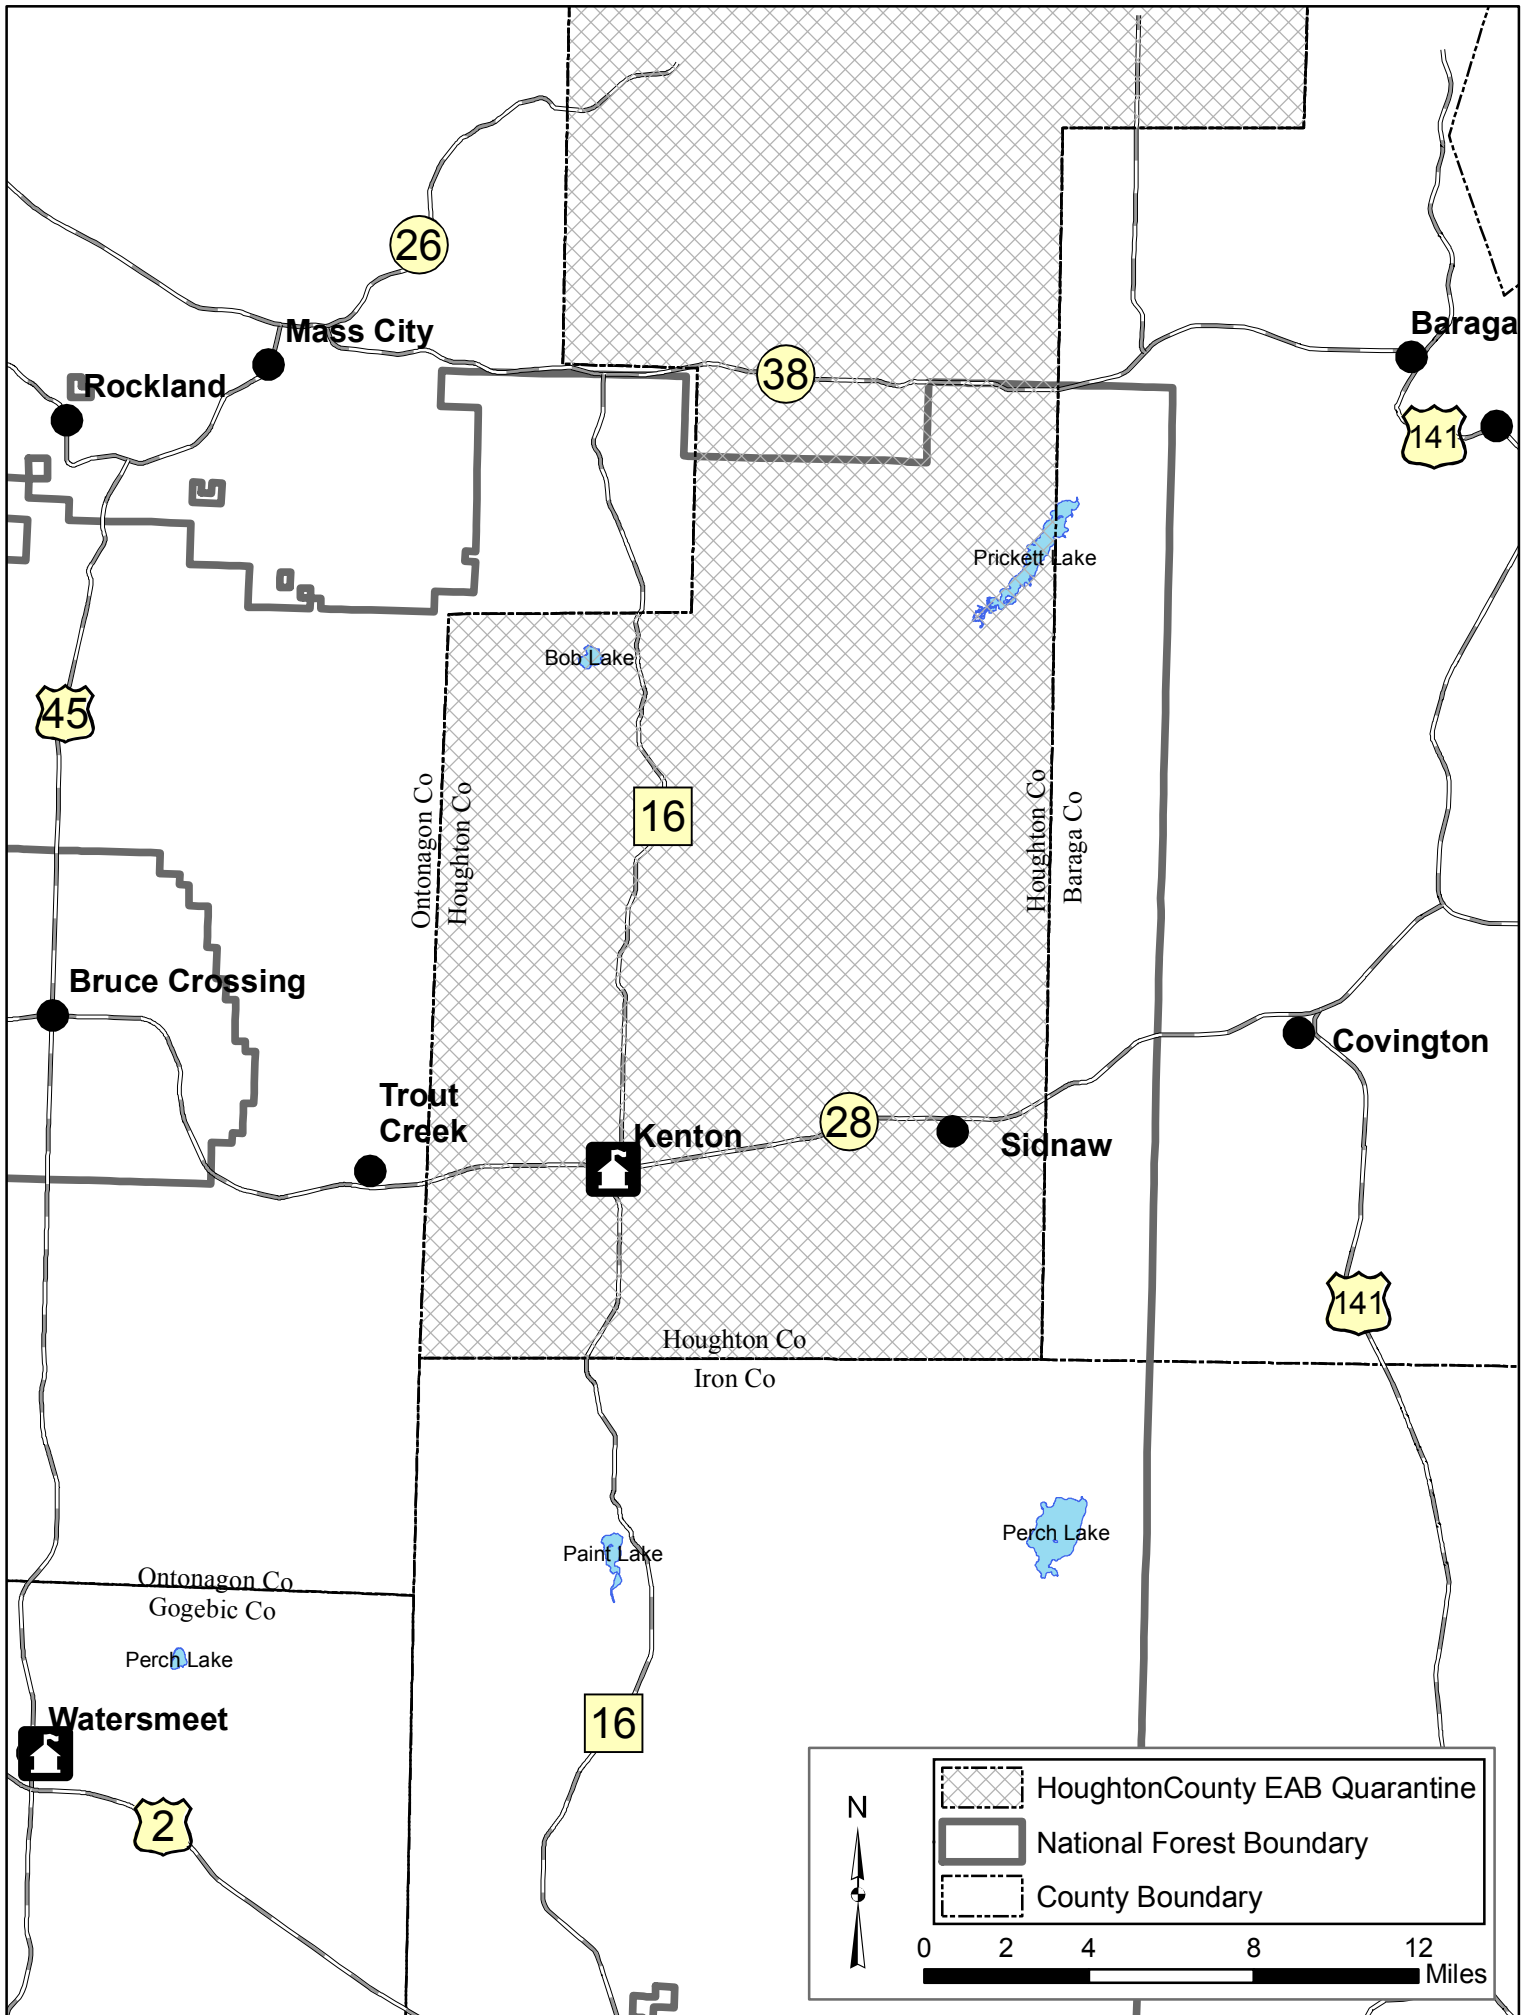 26
Mass City
Baraga
38
Rockland
141
Prickett Lake
Bob Lake
45
Ontonagon Co
Houghton Co
16
Houghton Co
Baraga Co
Bruce Crossing
Covington
Trout
Creek
Kenton
28
Sidnaw
141
Houghton Co
Iron Co
Perch Lake
Paint Lake
Ontonagon Co
Gogebic Co
Perch Lake
Watersmeet
16
2
HoughtonCounty EAB Quarantine
N
National Forest Boundary
County Boundary
0 2 4 8 12
Miles